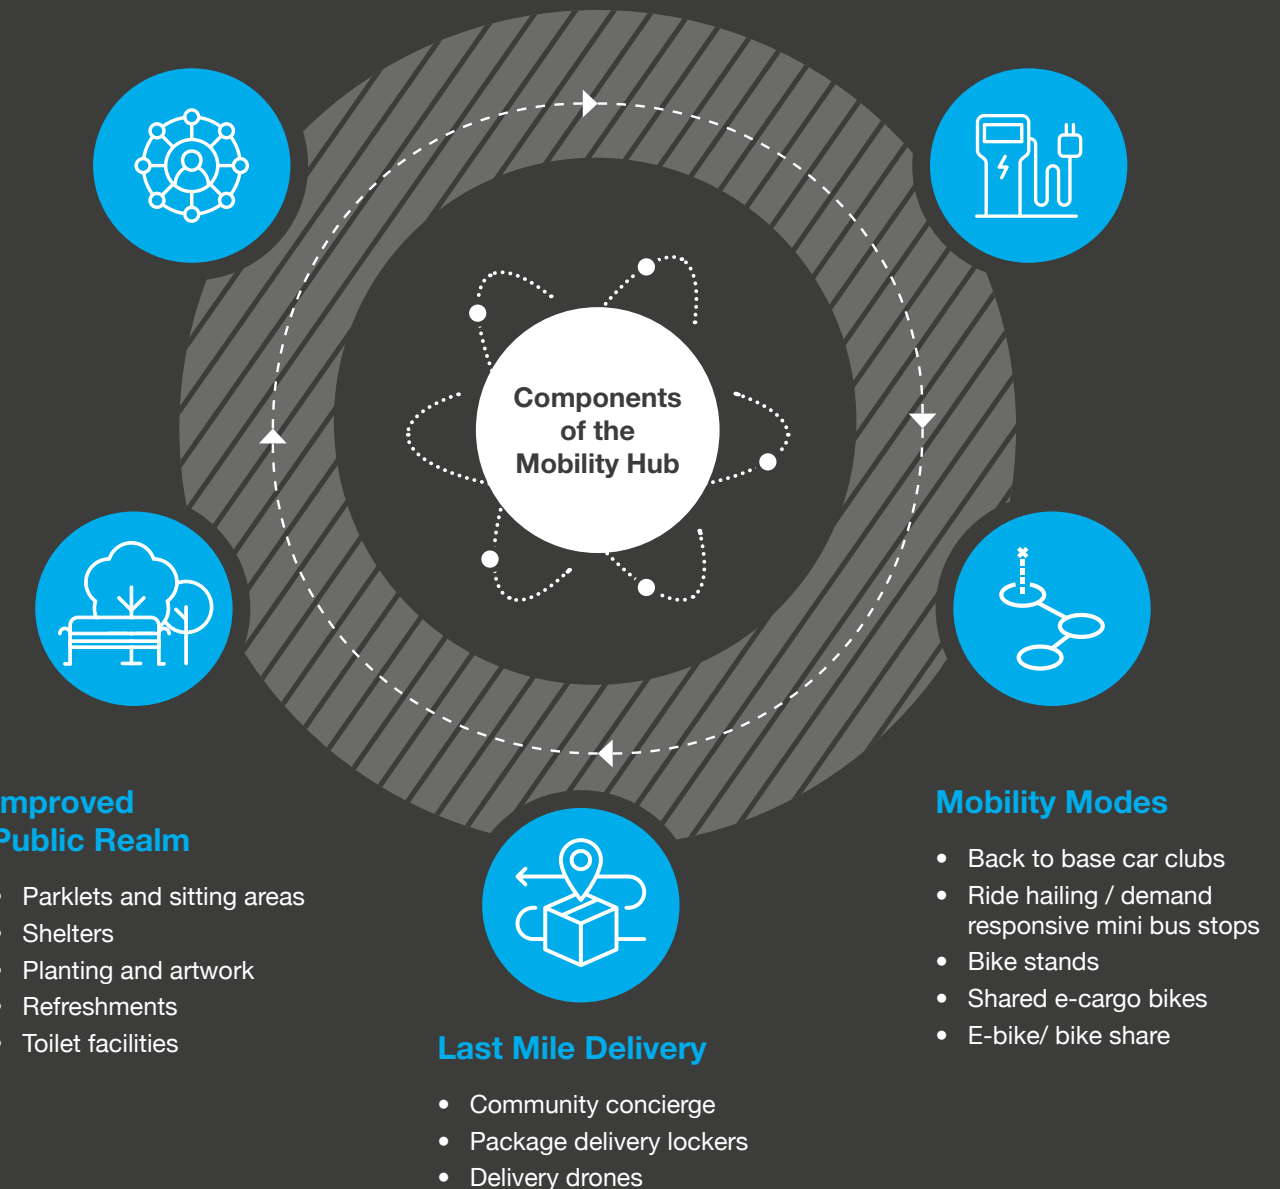 Components
of the
Mobility Hub
Improved
Public Realm
• Parklets and sitting areas
• Shelters
• Planting and artwork
• Refreshments
• Toilet facilities
Last Mile Delivery
• Community concierge
• Package delivery lockers
• Delivery drones
Mobility Modes
• Back to base car clubs
• Ride hailing / demand
responsive mini bus stops
• Bike stands
• Shared e-cargo bikes
• E-bike/ bike share